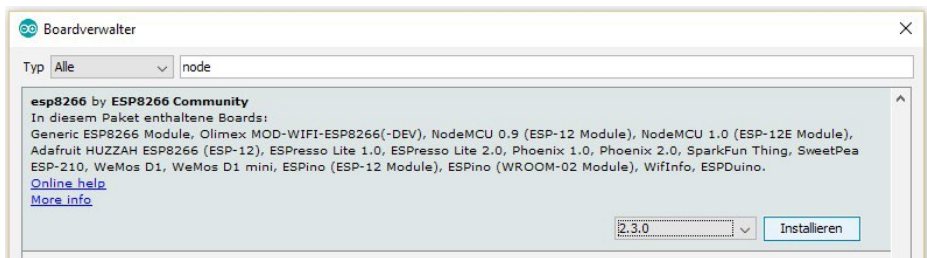 Boardverwalter
Typ Alle node
esp8266 by ESP8266 Community
In diesem Paket enthaltene Boards:
Generic ESP8266 Module, Olimex MOD-WIFI-ESP8266(-DEV), NodeMCU 0.9 (ESP-12 Module), NodeMCU 1.0 (ESP-12E Module),
Adafruit HUZZAH ESP8266 (ESP-12), ESPresso Lite 1.0, ESPresso Lite 2.0, Phoenix 1.0, Phoenix 2.0, SparkFun Thing, SweetPea
ESP-210, WeMos D1, WeMos D1 mini, ESPino (ESP-12 Module), ESPino (WROOM-02 Module), WifInfo, ESPDuino.
Online help
More info
2.3.0 Installieren